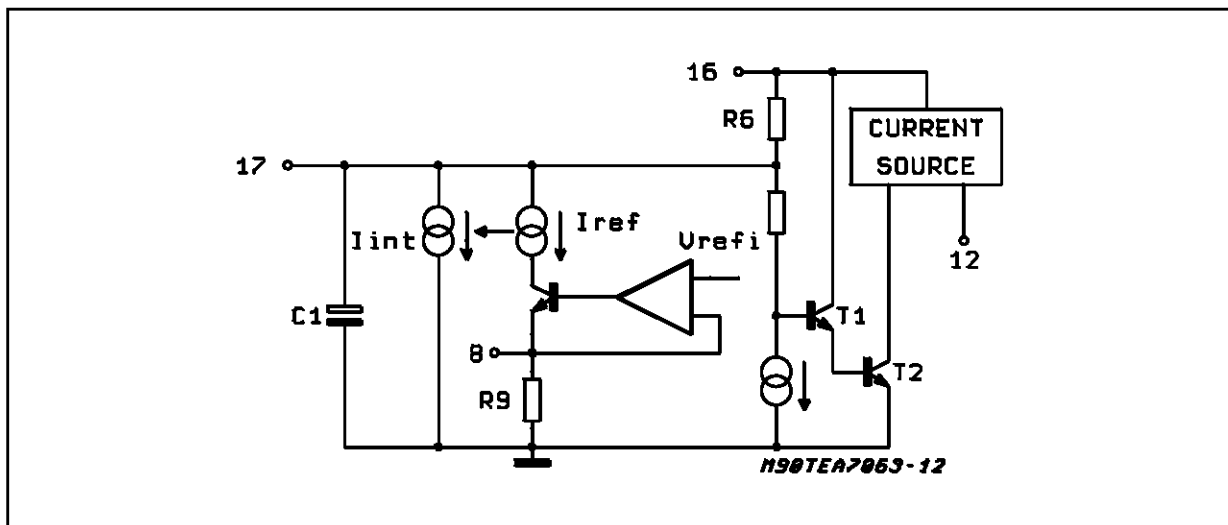 16
R6
CURRENT
SOURCE
17
Iint
Iref
Vrefi
12
C1
T1
8
T2
R9
M90TEA7063-12